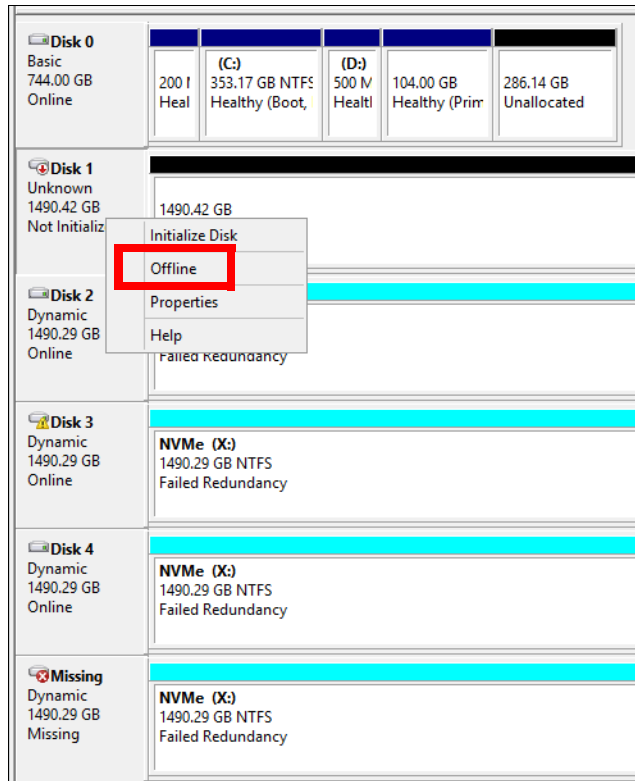 Disk 0
Basic
744.00 GB
Online
200 M
Heal
(C:)
353.17 GB NTFS
Healthy (Boot,
(D:)
500 M
Healtl
104.00 GB
Healthy (Prim
286.14 GB
Unallocated
Disk 1
Unknown
1490.42 GB
Not Initializ
1490.42 GB
Initialize Disk
Offline
Properties
Help
Disk 2
Dynamic
1490.29 GB
Online
Failed Redundancy
Disk 3
Dynamic
1490.29 GB
Online
NVMe (X:)
1490.29 GB NTFS
Failed Redundancy
Disk 4
Dynamic
1490.29 GB
Online
NVMe (X:)
1490.29 GB NTFS
Failed Redundancy
Missing
Dynamic
1490.29 GB
Missing
NVMe (X:)
1490.29 GB NTFS
Failed Redundancy